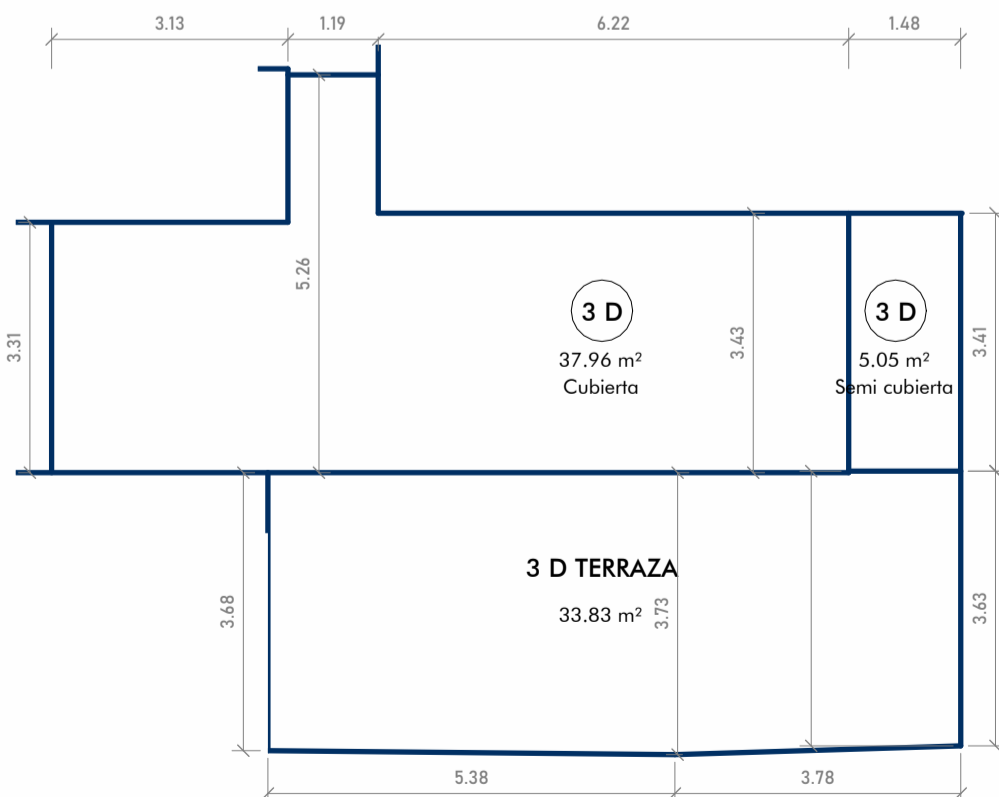 3.13
1.19
6.22
1.48
5.26
3.31
3 D
37.96 m²
Cubierta
3.43
3 D
5.05 m²
Semi cubierta
3.41
3 D TERRAZA
33.83 m²
3.68
3.73
3.63
5.38
3.78